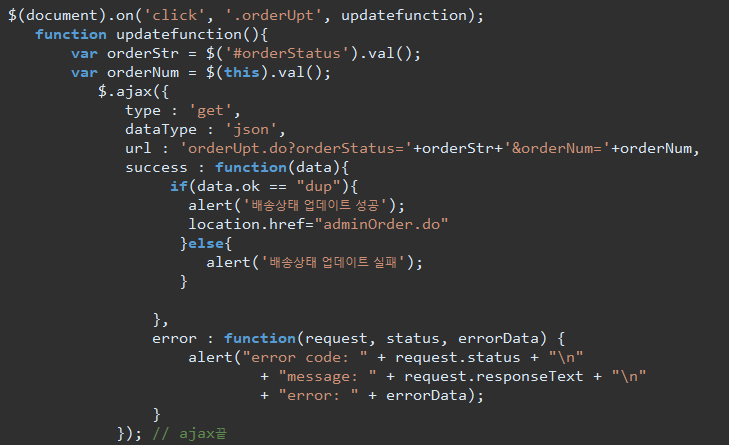 $(document).on('click', '.orderUpt', updatefunction);
function updatefunction(){
var orderStr = $('#orderStatus').val();
var orderNum = $(this).val();
$.ajax({
type : 'get',
dataType : 'json',
url : 'orderUpt.do?orderStatus='+orderStr+'&orderNum='+orderNum,
success : function(data){
if(data.ok == "dup"){
alert('배송상태 업데이트 성공');
location.href="adminOrder.do"
}else{
alert('배송상태 업데이트 실패');
}
},
error : function(request, status, errorData) {
alert("error code: " + request.status + "\n"
+ "message: " + request.responseText + "\n"
+ "error: " + errorData);
}
}); // ajax끝